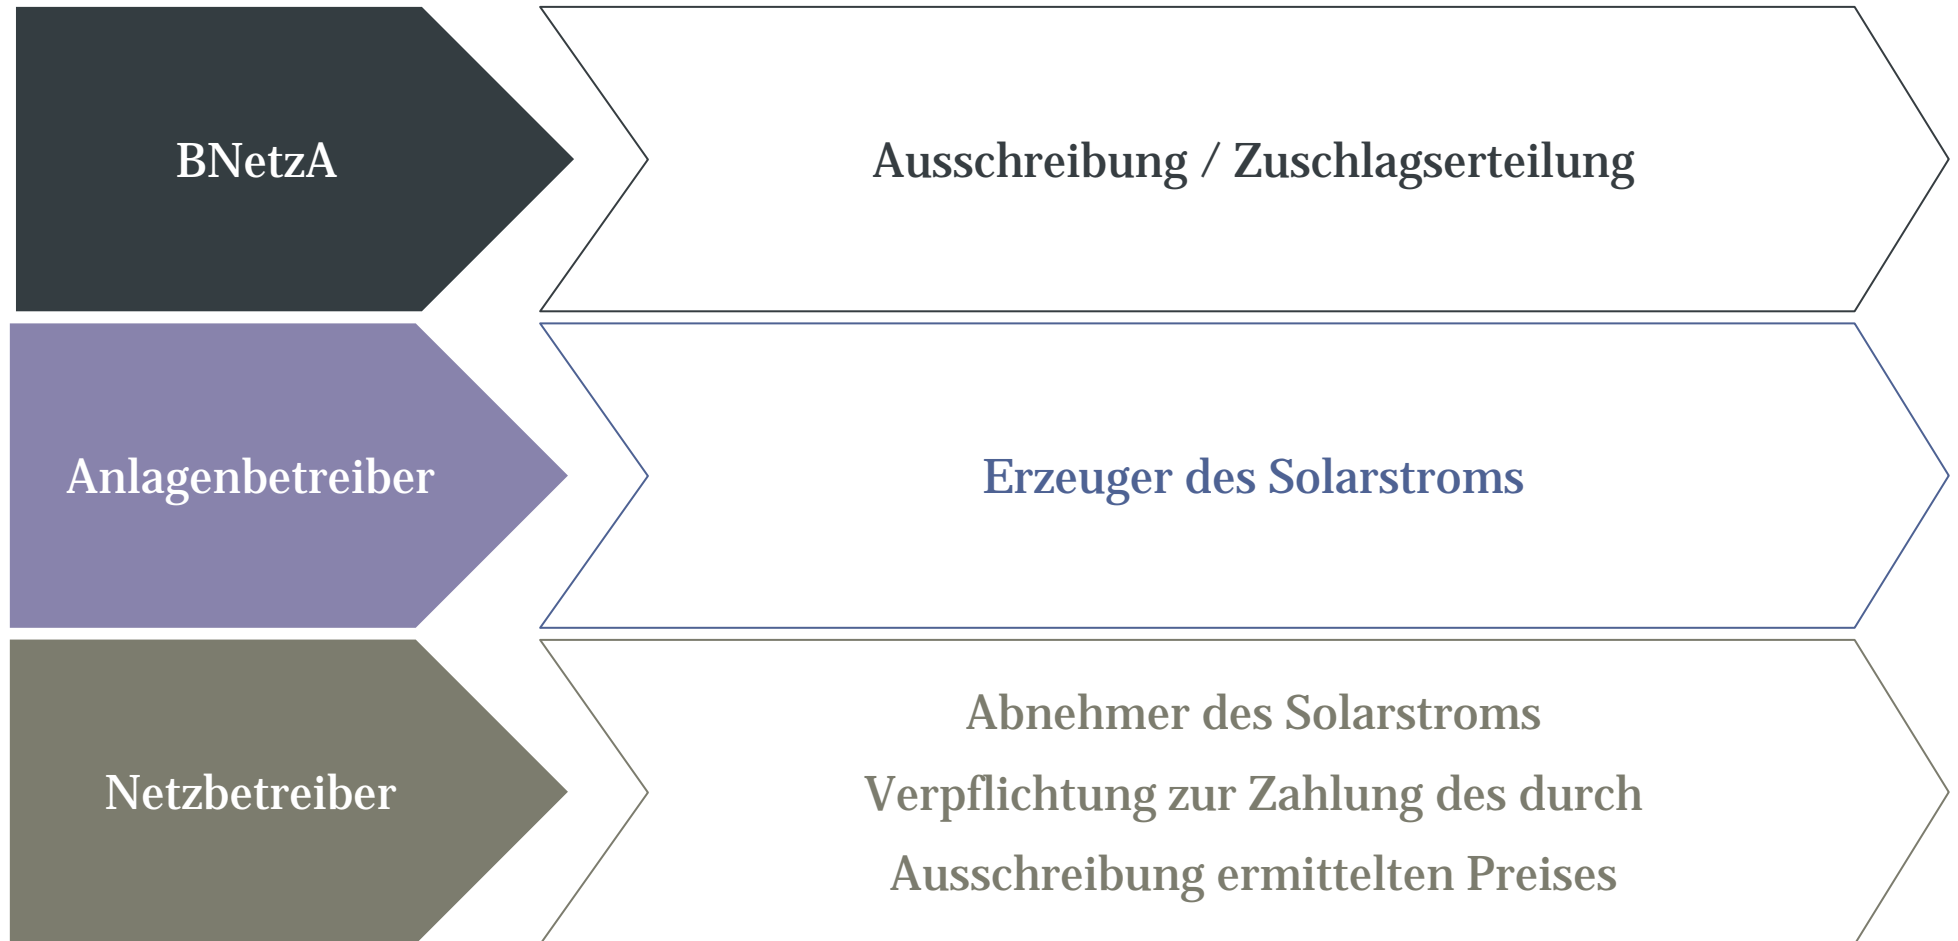 BNetzA
Ausschreibung / Zuschlagserteilung
Anlagenbetreiber
Erzeuger des Solarstroms
Netzbetreiber
Abnehmer des Solarstroms
Verpflichtung zur Zahlung des durch
Ausschreibung ermittelten Preises